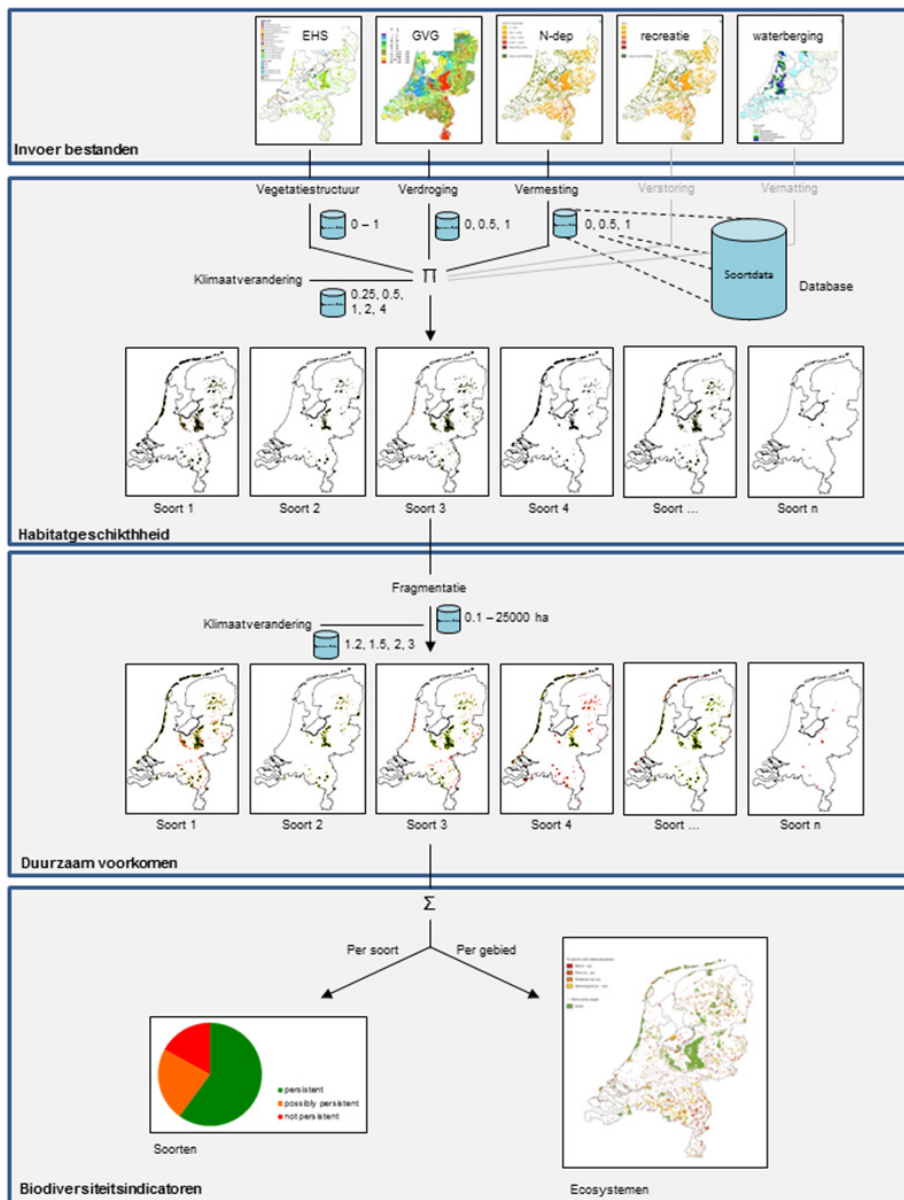 EHS
GVG
N-dep
recreatie
waterberging
Invoer bestanden
Vegetatiestructuur
Verdroging
Vermesting
Verstoring
Vernatting
0 – 1
0, 0.5, 1
0, 0.5, 1
Klimaatverandering
Π
0.25, 0.5,
1, 2, 4
Soortdata
Database
Soort 1
Soort 2
Soort 3
Soort 4
Soort ...
Soort n
Habitatgeschikthheid
Fragmentatie
Klimaatverandering
0.1 – 25000 ha
1.2, 1.5, 2, 3
Soort 1
Soort 2
Soort 3
Soort 4
Soort ...
Soort n
Duurzaam voorkomen
Σ
Per soort
Per gebied
persistent
possibly persistent
not persistent
Soorten
Ecosystemen
Biodiversiteitsindicatoren